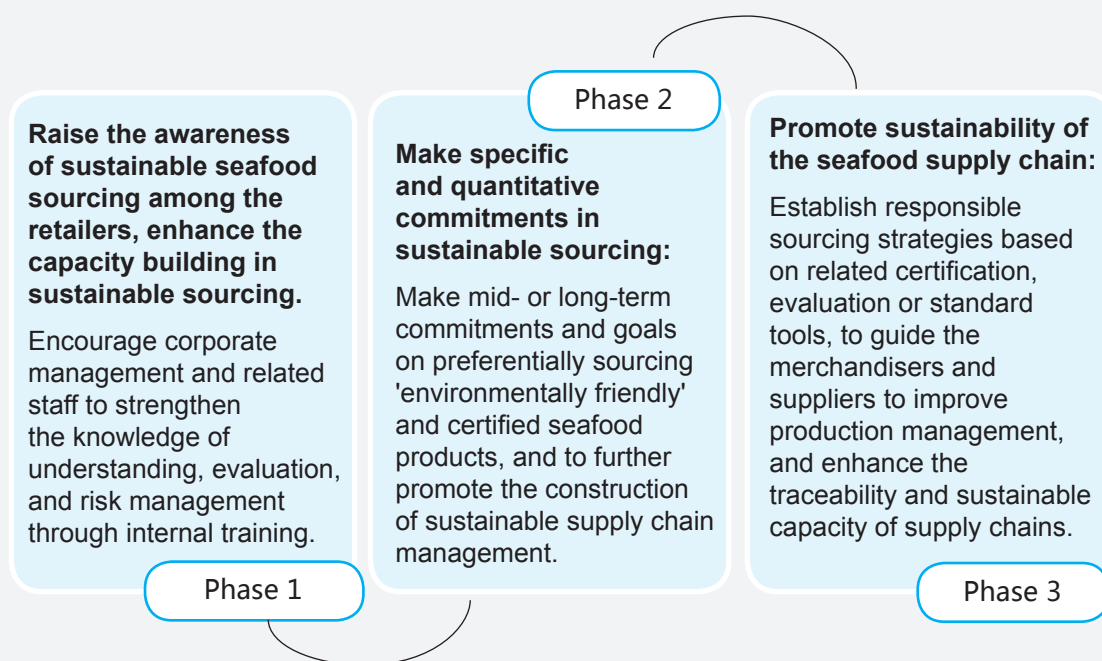 Raise the awareness
of sustainable seafood
sourcing among the
retailers, enhance the
capacity building in
sustainable sourcing.
Encourage corporate
management and related
staff to strengthen
the knowledge of
understanding, evaluation,
and risk management
through internal training.
Phase 1
Phase 2
Make specific
and quantitative
commitments in
sustainable sourcing:
Make mid- or long-term
commitments and goals
on preferentially sourcing
'environmentally friendly'
and certified seafood
products, and to further
promote the construction
of sustainable supply chain
management.
Promote sustainability of
the seafood supply chain:
Establish responsible
sourcing strategies based
on related certification,
evaluation or standard
tools, to guide the
merchandisers and
suppliers to improve
production management,
and enhance the
traceability and sustainable
capacity of supply chains.
Phase 3